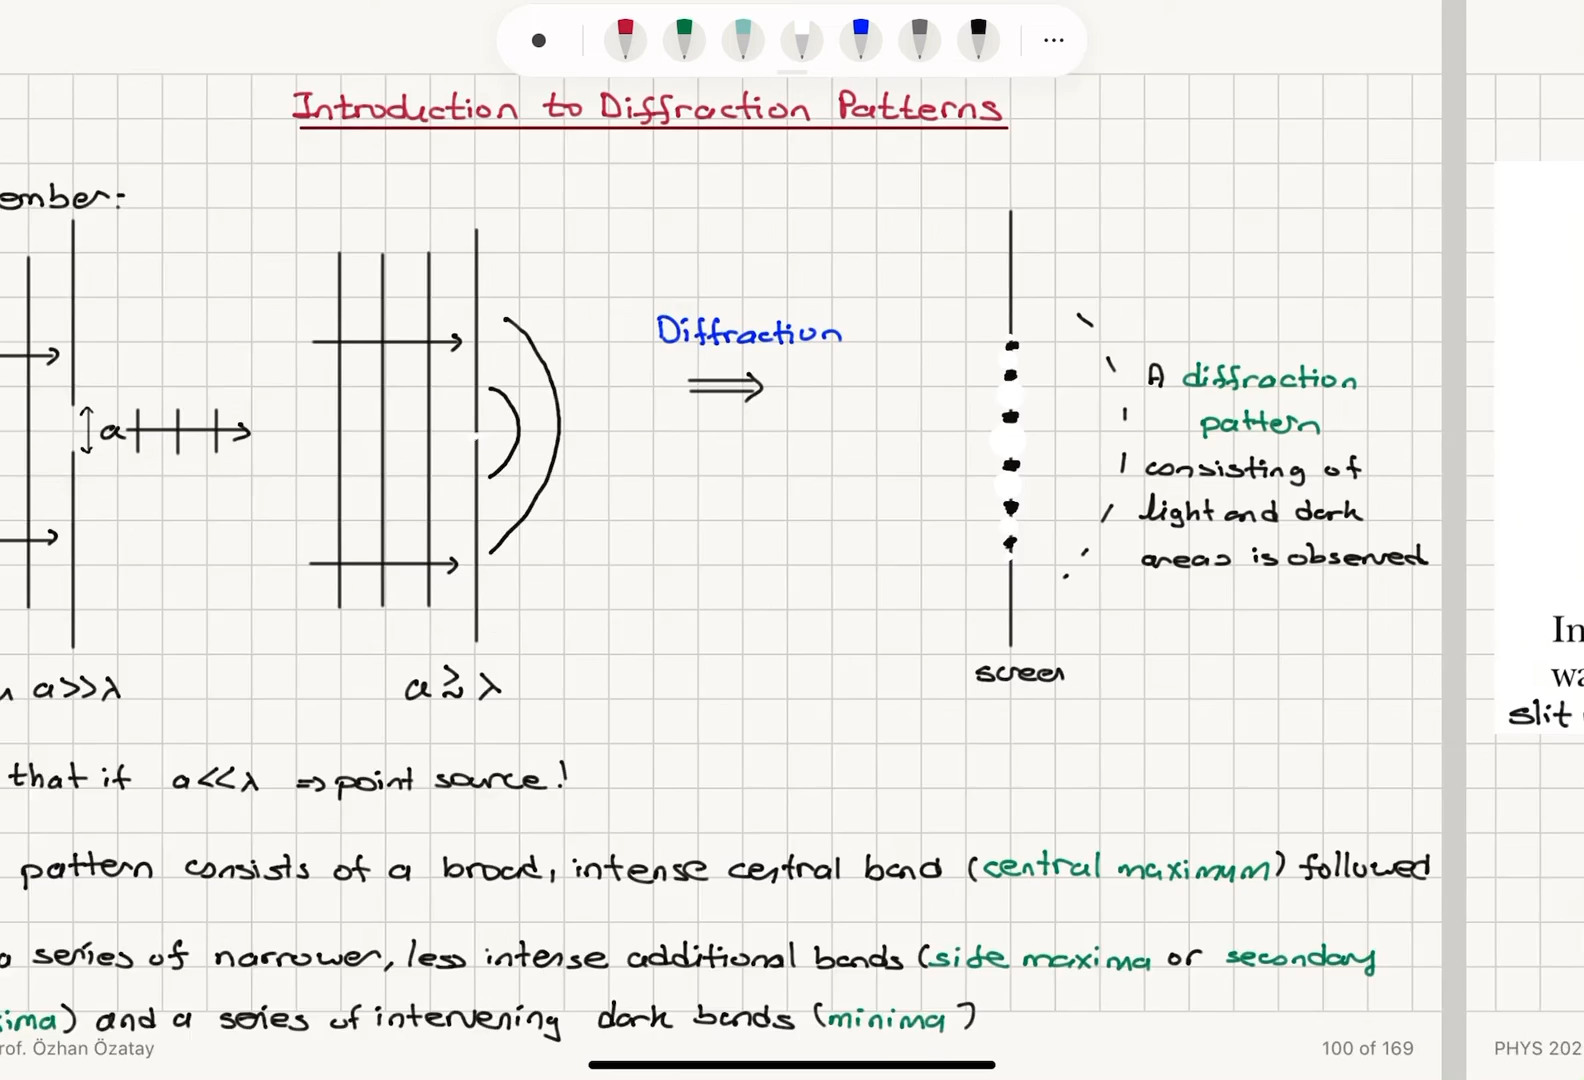 Introduction to Diffraction Patterns
ember:
a
Diffraction
A diffraction
pattern
consisting of
light and dark
areas is observed
screen
a>>λ
a ≳ λ
that if a<<λ => point source!
pattern consists of a broad, intense central band (central maximum) followed
a series of narrower, less intense additional bands (side maxima or secondary
ima) and a series of intervening dark bands (minima)
rof. Özhan Özatay
100 of 169
In
wa
slit
PHYS 202